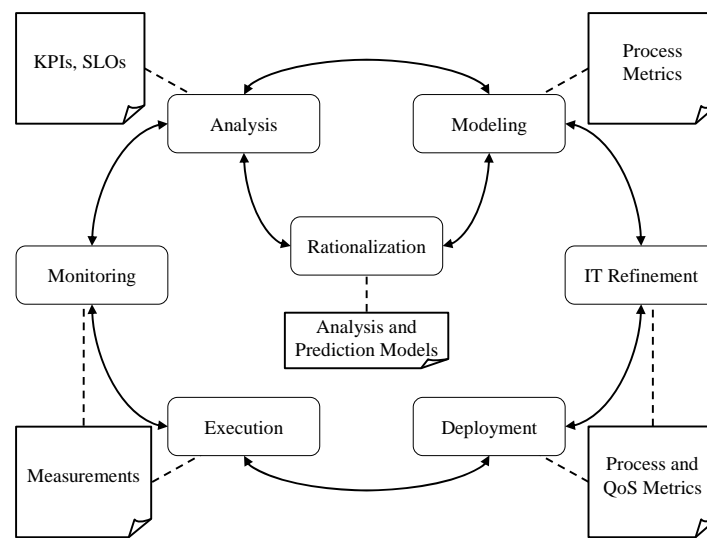 KPIs, SLOs
Process
Metrics
Analysis
Modeling
Rationalization
Monitoring
IT Refinement
Analysis and
Prediction Models
Execution
Deployment
Measurements
Process and
QoS Metrics